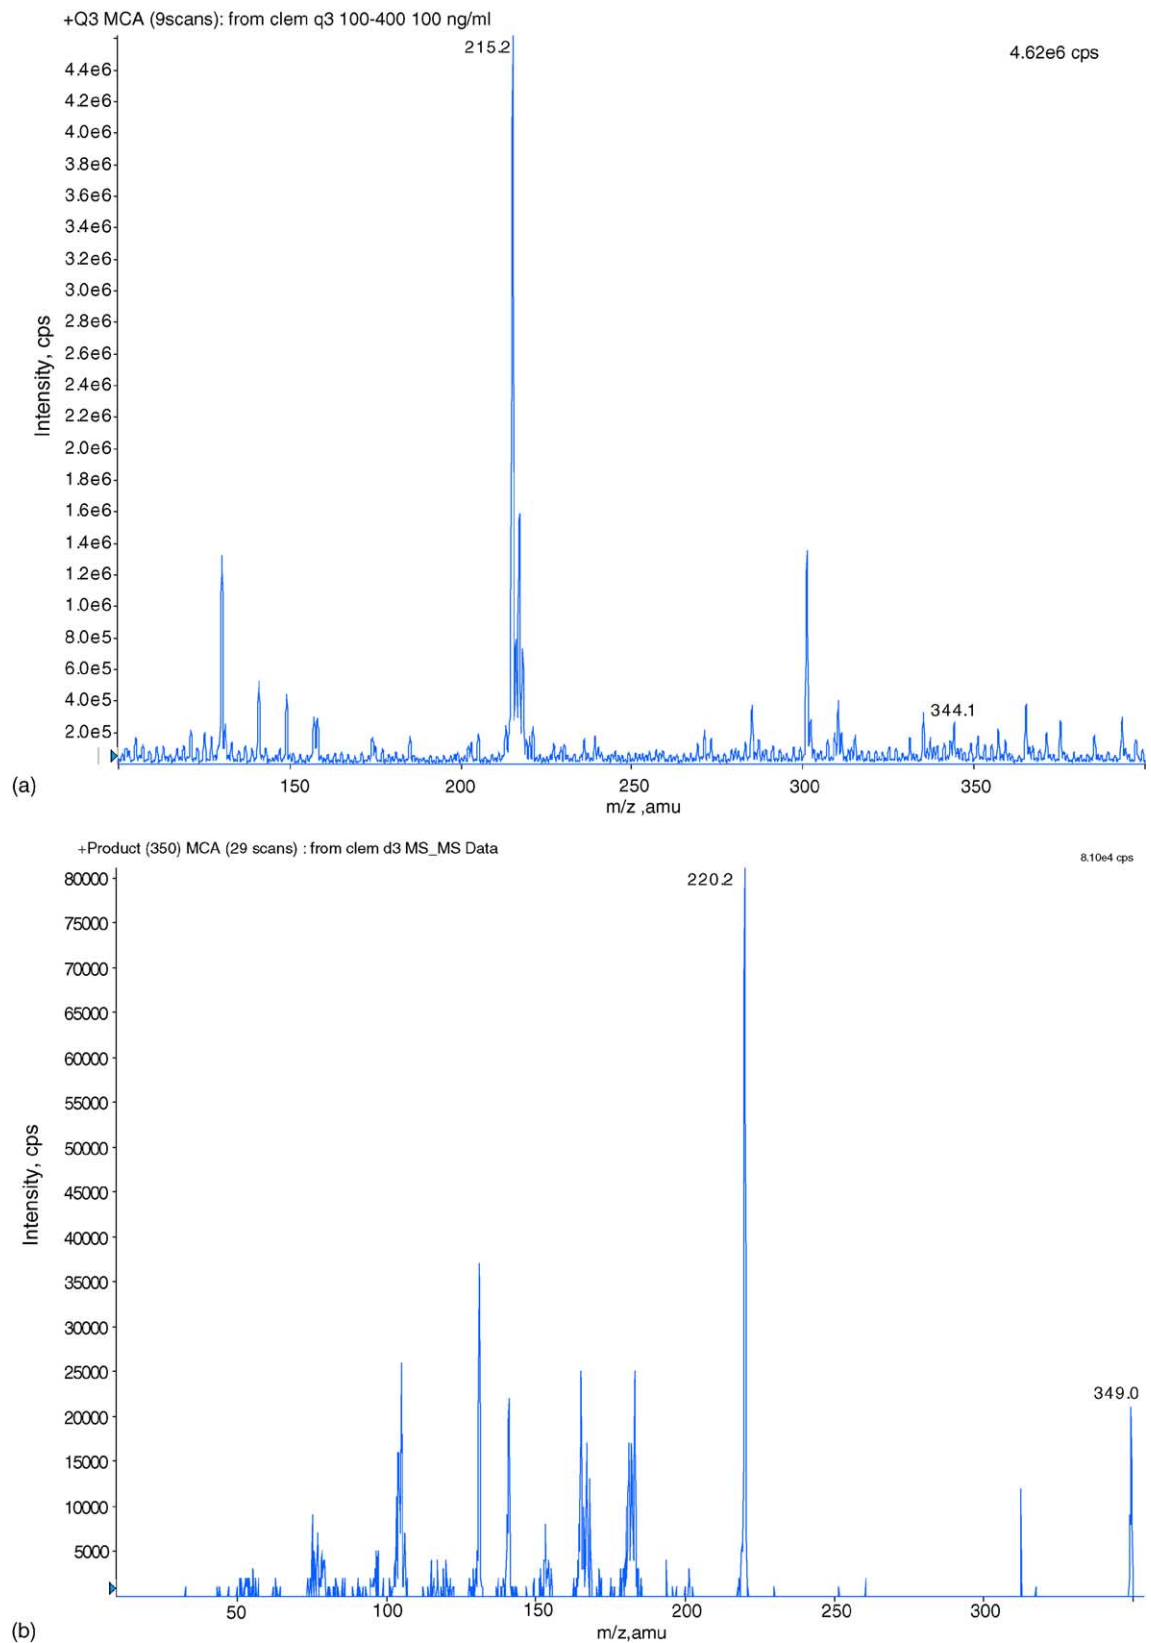 +Q3 MCA (9scans): from clem q3 100-400 100 ng/ml
215.2
4.62e6 cps
4.4e6
4.2e6
4.0e6
3.8e6
3.6e6
3.4e6
3.2e6
3.0e6
2.8e6
2.6e6
2.4e6
2.2e6
2.0e6
1.8e6
1.6e6
1.4e6
1.2e6
1.0e6
8.0e5
6.0e5
4.0e5
2.0e5
Intensity, cps
344.1
150 200 250 300 350
m/z ,amu
(a)
+Product (350) MCA (29 scans) : from clem d3 MS_MS Data
8.10e4 cps
220.2
80000
75000
70000
65000
60000
55000
50000
45000
40000
35000
30000
25000
20000
15000
10000
5000
Intensity, cps
349.0
50 100 150 200 250 300
m/z,amu
(b)